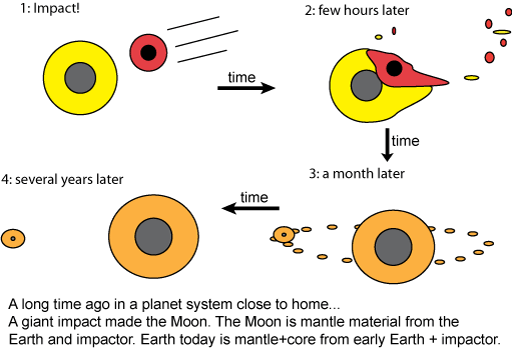 1: Impact!
2: few hours later
time
time
3: a month later
4: several years later
time
A long time ago in a planet system close to home...
A giant impact made the Moon. The Moon is mantle material from the
Earth and impactor. Earth today is mantle+core from early Earth + impactor.